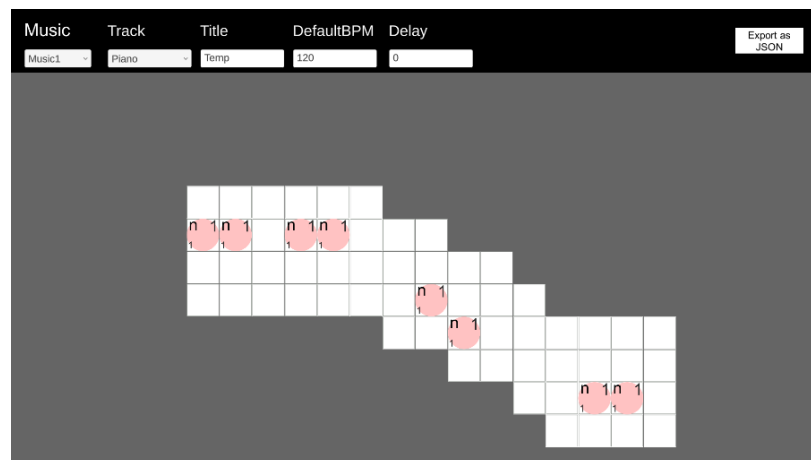 Music Track Title DefaultBPM Delay
Music1 Piano Temp 120 0
Export as
JSON
n 1 n 1 n 1 n 1
1 1 1 1
n 1
1
n 1
1
n 1 n 1
1 1